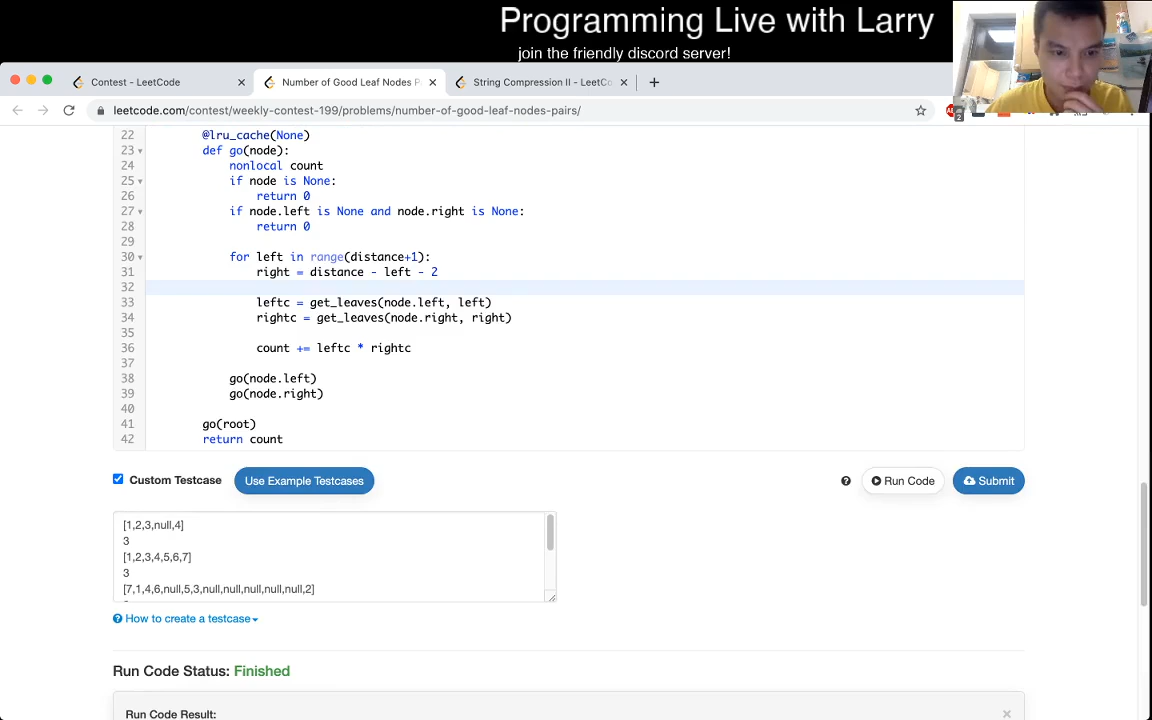 Programming Live with Larry
join the friendly discord server!
Contest - LeetCode
Number of Good Leaf Nodes P
String Compression II - LeetCo
leetcode.com/contest/weekly-contest-199/problems/number-of-good-leaf-nodes-pairs/
2
22 @lru_cache(None)
23 def go(node):
24 nonlocal count
25 if node is None:
26 return 0
27 if node.left is None and node.right is None:
28 return 0
29
30 for left in range(distance+1):
31 right = distance - left - 2
32
33 leftc = get_leaves(node.left, left)
34 rightc = get_leaves(node.right, right)
35
36 count += leftc * rightc
37
38 go(node.left)
39 go(node.right)
40
41 go(root)
42 return count
Custom Testcase Use Example Testcases ? Run Code Submit
[1,2,3,null,4]
3
[1,2,3,4,5,6,7]
3
[7,1,4,6,null,5,3,null,null,null,null,null,2]
How to create a testcase
Run Code Status: Finished
Run Code Result: ×